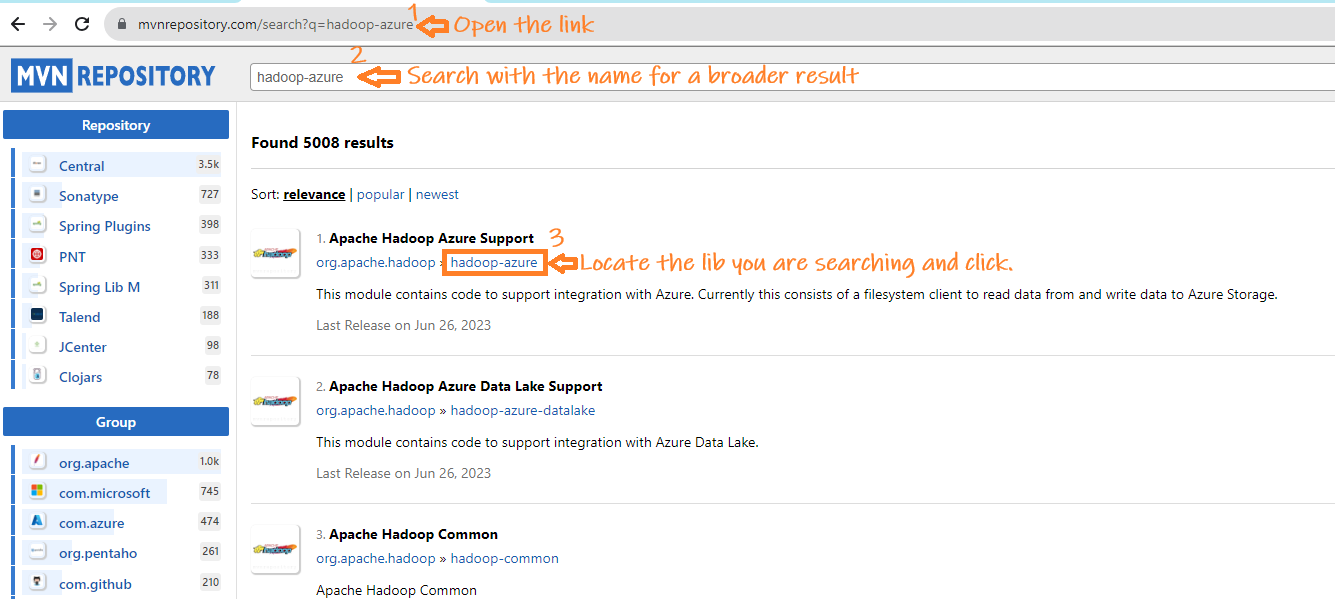 mvnrepository.com/search?q=hadoop-azure 1 Open the link
2
MVN REPOSITORY hadoop-azure Search with the name for a broader result
Repository
Central 3.5k
Sonatype 727
Spring Plugins 398
PNT 333
Spring Lib M 311
Talend 188
JCenter 98
Clojars 78
Group
org.apache 1.0k
com.microsoft 745
com.azure 474
org.pentaho 261
com.github 210
Found 5008 results
Sort: relevance | popular | newest
1. Apache Hadoop Azure Support 3
org.apache.hadoop » hadoop-azure Locate the lib you are searching and click.
This module contains code to support integration with Azure. Currently this consists of a filesystem client to read data from and write data to Azure Storage.
Last Release on Jun 26, 2023
2. Apache Hadoop Azure Data Lake Support
org.apache.hadoop » hadoop-azure-datalake
This module contains code to support integration with Azure Data Lake.
Last Release on Jun 26, 2023
3. Apache Hadoop Common
org.apache.hadoop » hadoop-common
Apache Hadoop Common